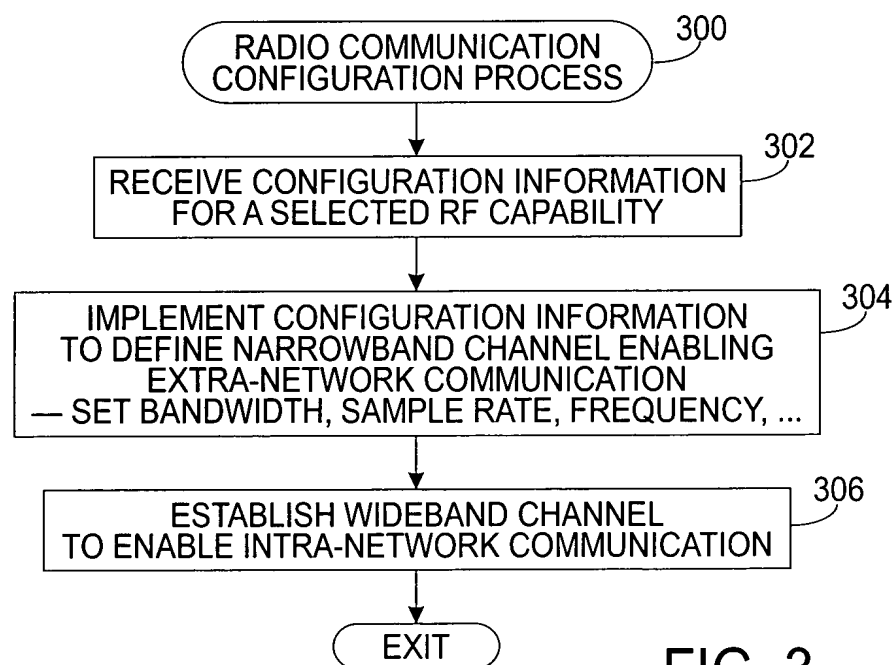 RADIO COMMUNICATION
CONFIGURATION PROCESS
300
302
RECEIVE CONFIGURATION INFORMATION
FOR A SELECTED RF CAPABILITY
304
IMPLEMENT CONFIGURATION INFORMATION
TO DEFINE NARROWBAND CHANNEL ENABLING
EXTRA-NETWORK COMMUNICATION
— SET BANDWIDTH, SAMPLE RATE, FREQUENCY, ...
306
ESTABLISH WIDEBAND CHANNEL
TO ENABLE INTRA-NETWORK COMMUNICATION
EXIT
FIG.